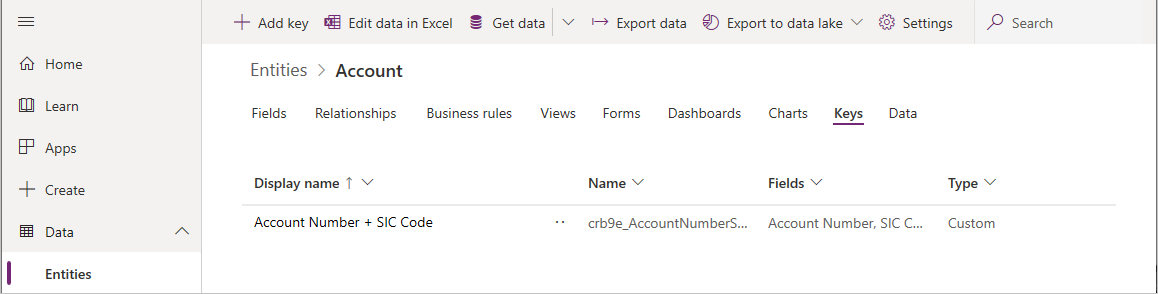 Add key Edit data in Excel Get data Export data Export to data lake Settings Search
Home
Learn
Apps
Create
Data
Entities
Entities > Account
Fields Relationships Business rules Views Forms Dashboards Charts Keys Data
Display name ↑ Name Fields Type
Account Number + SIC Code ·· crb9e_AccountNumberS... Account Number, SIC C... Custom